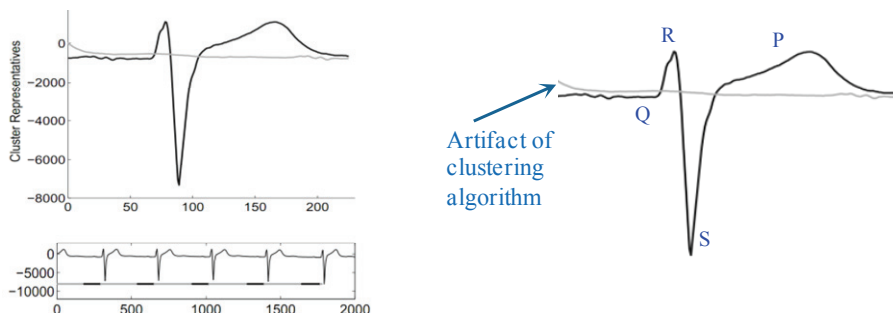 Cluster Representatives
0
−2000
−4000
−6000
−8000
0 50 100 150 200
0
−5000
−10000
0 500 1000 1500 2000
R
P
Q
Artifact of
clustering
algorithm
S